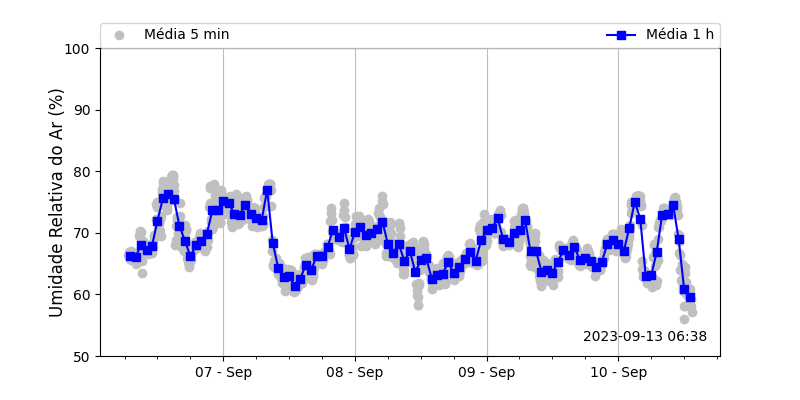 Média 5 min
Média 1 h
Umidade Relativa do Ar (%)
100
90
80
70
60
50
2023-09-13 06:38
07 - Sep
08 - Sep
09 - Sep
10 - Sep